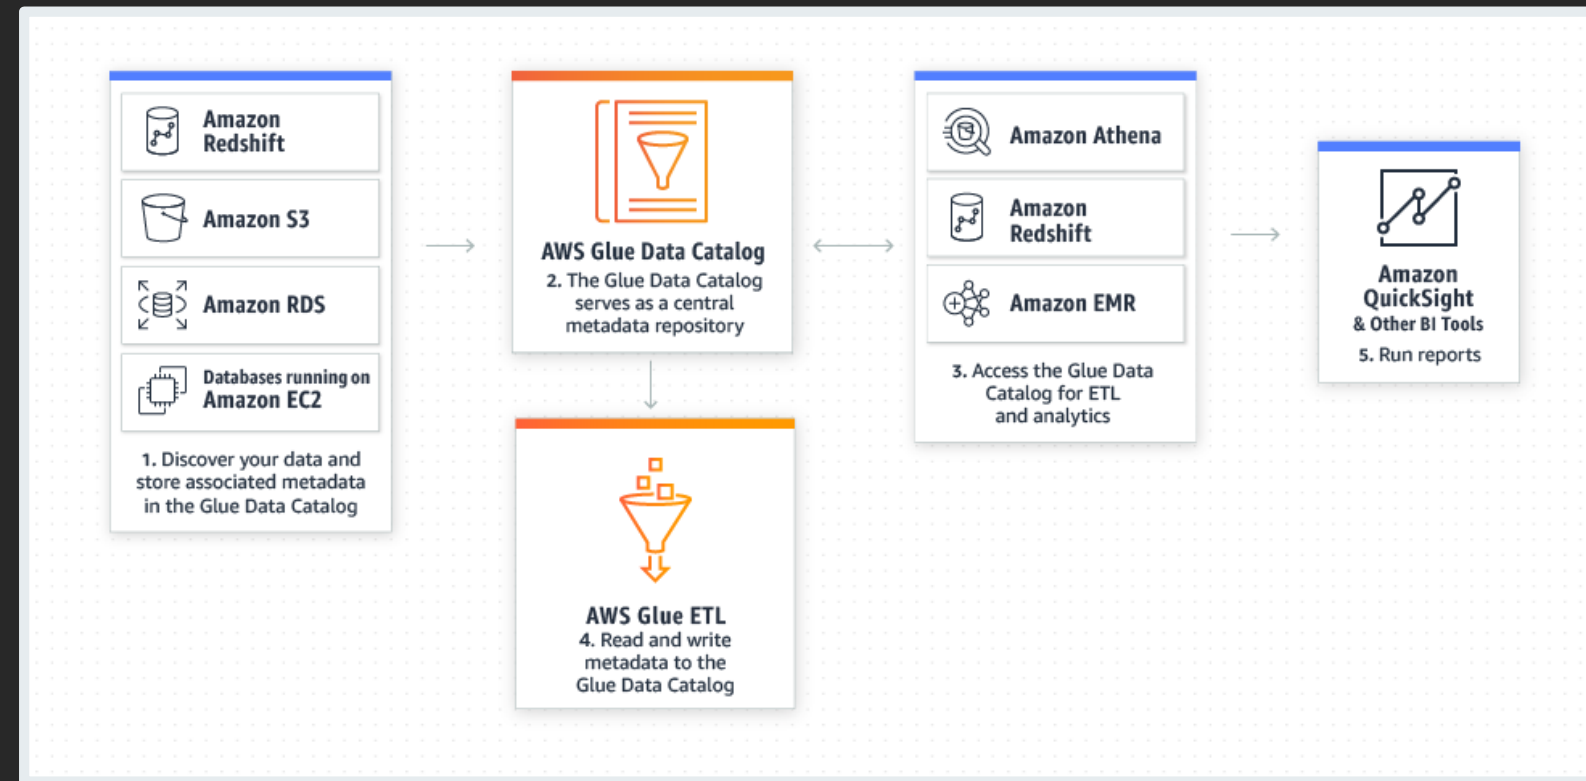 Amazon
Redshift
Amazon S3
Amazon RDS
Databases running on
Amazon EC2
1. Discover your data and
store associated metadata
in the Glue Data Catalog
AWS Glue Data Catalog
2. The Glue Data Catalog
serves as a central
metadata repository
AWS Glue ETL
4. Read and write
metadata to the
Glue Data Catalog
Amazon Athena
Amazon
Redshift
Amazon EMR
3. Access the Glue Data
Catalog for ETL
and analytics
Amazon
QuickSight
& Other BI Tools
5. Run reports